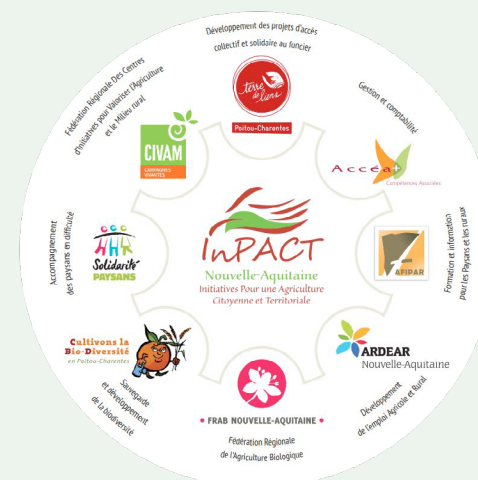 Développement des projets d'accès
collectif et solidaire au foncier
terre
de liens
Poitou-Charentes
Gestion et comptabilité
Accéa+
Compétences Associées
Formation et information
pour les Paysans et les ruraux
AFIPAR
ARDEAR
Nouvelle-Aquitaine
Développement
de l'emploi Agricole et Rural
• FRAB NOUVELLE-AQUITAINE •
Fédération Régionale
de l'Agriculture Biologique
Cultivons la
Bio-Diversité
en Poitou-Charentes
Sauvegarde
et développement
de la biodiversité
Accompagnement
des paysans en difficulté
Solidarité
PAYSANS
Fédération Régionale Des Centres
d'Initiatives pour Valoriser l'Agriculture
et le Milieu rural
CIVAM
CAMPAGNES
VIVANTES
InPACT
Nouvelle-Aquitaine
Initiatives Pour une Agriculture
Citoyenne et Territoriale